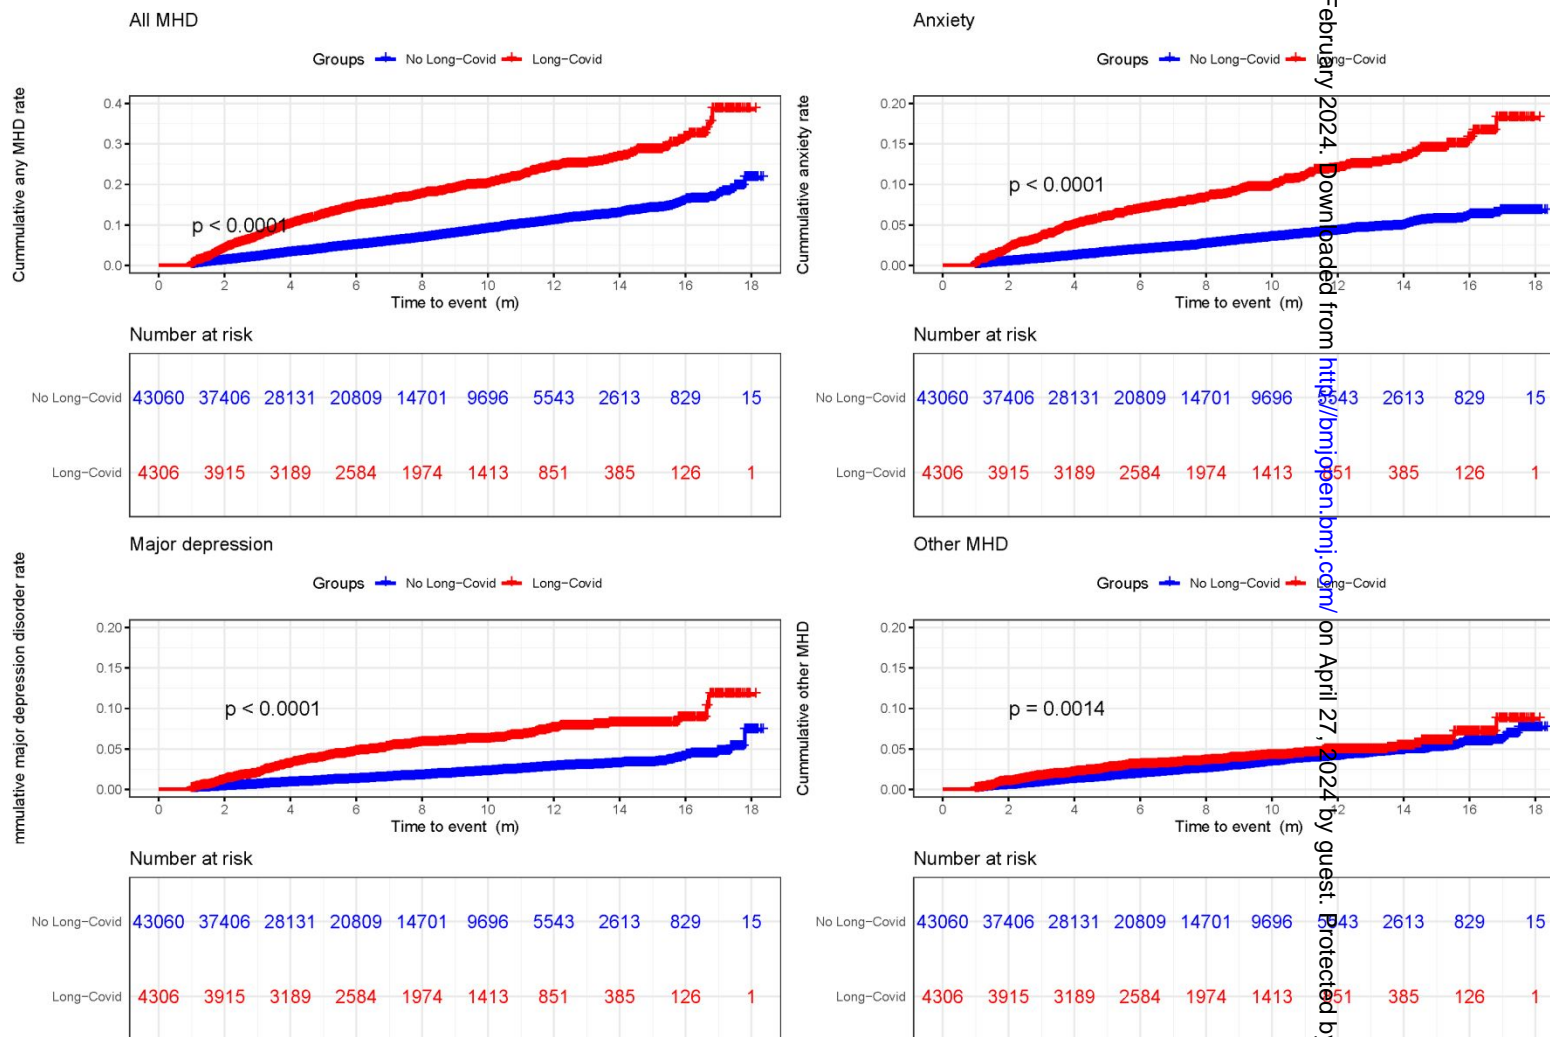 All MHD
Groups No Long-Covid Long-Covid
Cummulative any MHD rate
0.4
0.3
0.2
0.1
0.0
p < 0.0001
0 2 4 6 8 10 12 14 16 18
Time to event (m)
Number at risk
No Long-Covid 43060 37406 28131 20809 14701 9696 5543 2613 829 15
Long-Covid 4306 3915 3189 2584 1974 1413 851 385 126 1
Anxiety
Groups No Long-Covid Long-Covid
Cummulative anxiety rate
0.20
0.15
0.10
0.05
0.00
p < 0.0001
0 2 4 6 8 10 12 14 16 18
Time to event (m)
Number at risk
No Long-Covid 43060 37406 28131 20809 14701 9696 5543 2613 829 15
Long-Covid 4306 3915 3189 2584 1974 1413 851 385 126 1
Major depression
Groups No Long-Covid Long-Covid
mmulative major depression disorder rate
0.20
0.15
0.10
0.05
0.00
p < 0.0001
0 2 4 6 8 10 12 14 16 18
Time to event (m)
Number at risk
No Long-Covid 43060 37406 28131 20809 14701 9696 5543 2613 829 15
Long-Covid 4306 3915 3189 2584 1974 1413 851 385 126 1
Other MHD
Groups No Long-Covid Long-Covid
Cummulative other MHD
0.20
0.15
0.10
0.05
0.00
p = 0.0014
0 2 4 6 8 10 12 14 16 18
Time to event (m)
Number at risk
No Long-Covid 43060 37406 28131 20809 14701 9696 5543 2613 829 15
Long-Covid 4306 3915 3189 2584 1974 1413 851 385 126 1
February 2024. Downloaded from http://bmjopen.bmj.com/ on April 27, 2024 by guest. Protected by